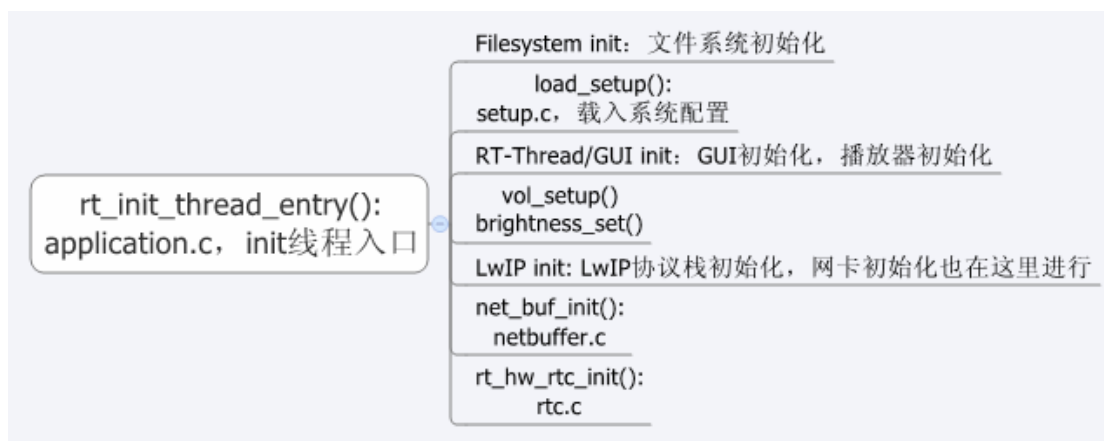 Filesystem init：文件系统初始化
load_setup():
setup.c，载入系统配置
RT-Thread/GUI init：GUI初始化，播放器初始化
rt_init_thread_entry():
application.c，init线程入口
vol_setup()
brightness_set()
LwIP init: LwIP协议栈初始化，网卡初始化也在这里进行
net_buf_init():
netbuffer.c
rt_hw_rtc_init():
rtc.c